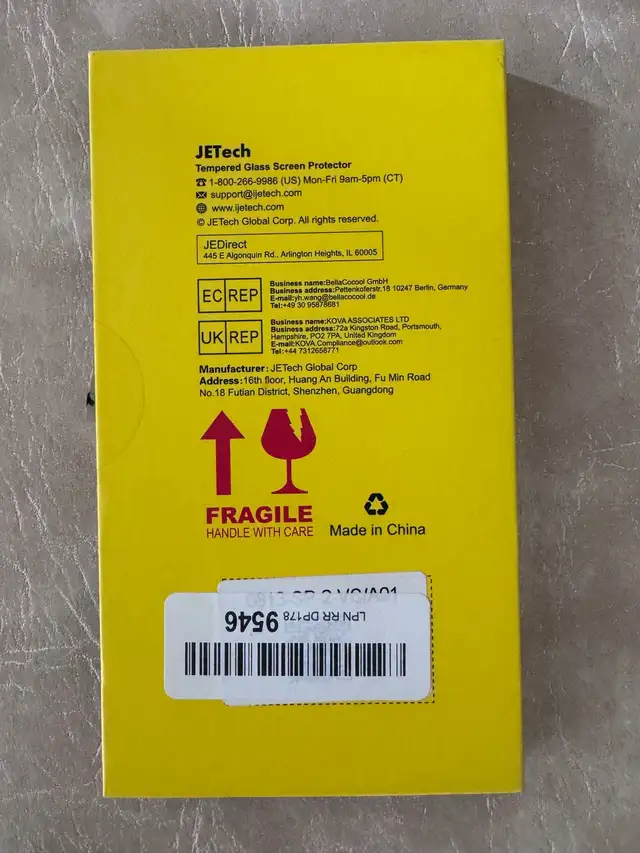 JETech
Tempered Glass Screen Protector
1-800-266-9986 (US) Mon-Fri 9am-5pm (CT)
support@ijetech.com
www.ijetech.com
© JETech Global Corp. All rights reserved.
JEDirect
445 E Algonquin Rd., Arlington Heights, IL 60005
EC REP
Business name:BellaCocool GmbH
Business address:Pettenkoferstr.18 10247 Berlin, Germany
E-mail:yh.wang@bellacocool.de
Tel:+49 30 95878681
UK REP
Business name:KOVA ASSOCIATES LTD
Business address:72a Kingston Road, Portsmouth,
Hampshire, PO2 7PA, United Kingdom
E-mail:KOVA.Compliance@outlook.com
Tel:+44 7312658771
Manufacturer: JETech Global Corp
Address:16th floor, Huang An Building, Fu Min Road
No.18 Futian District, Shenzhen, Guangdong
FRAGILE
HANDLE WITH CARE
Made in China
LPN RR DP178 9546